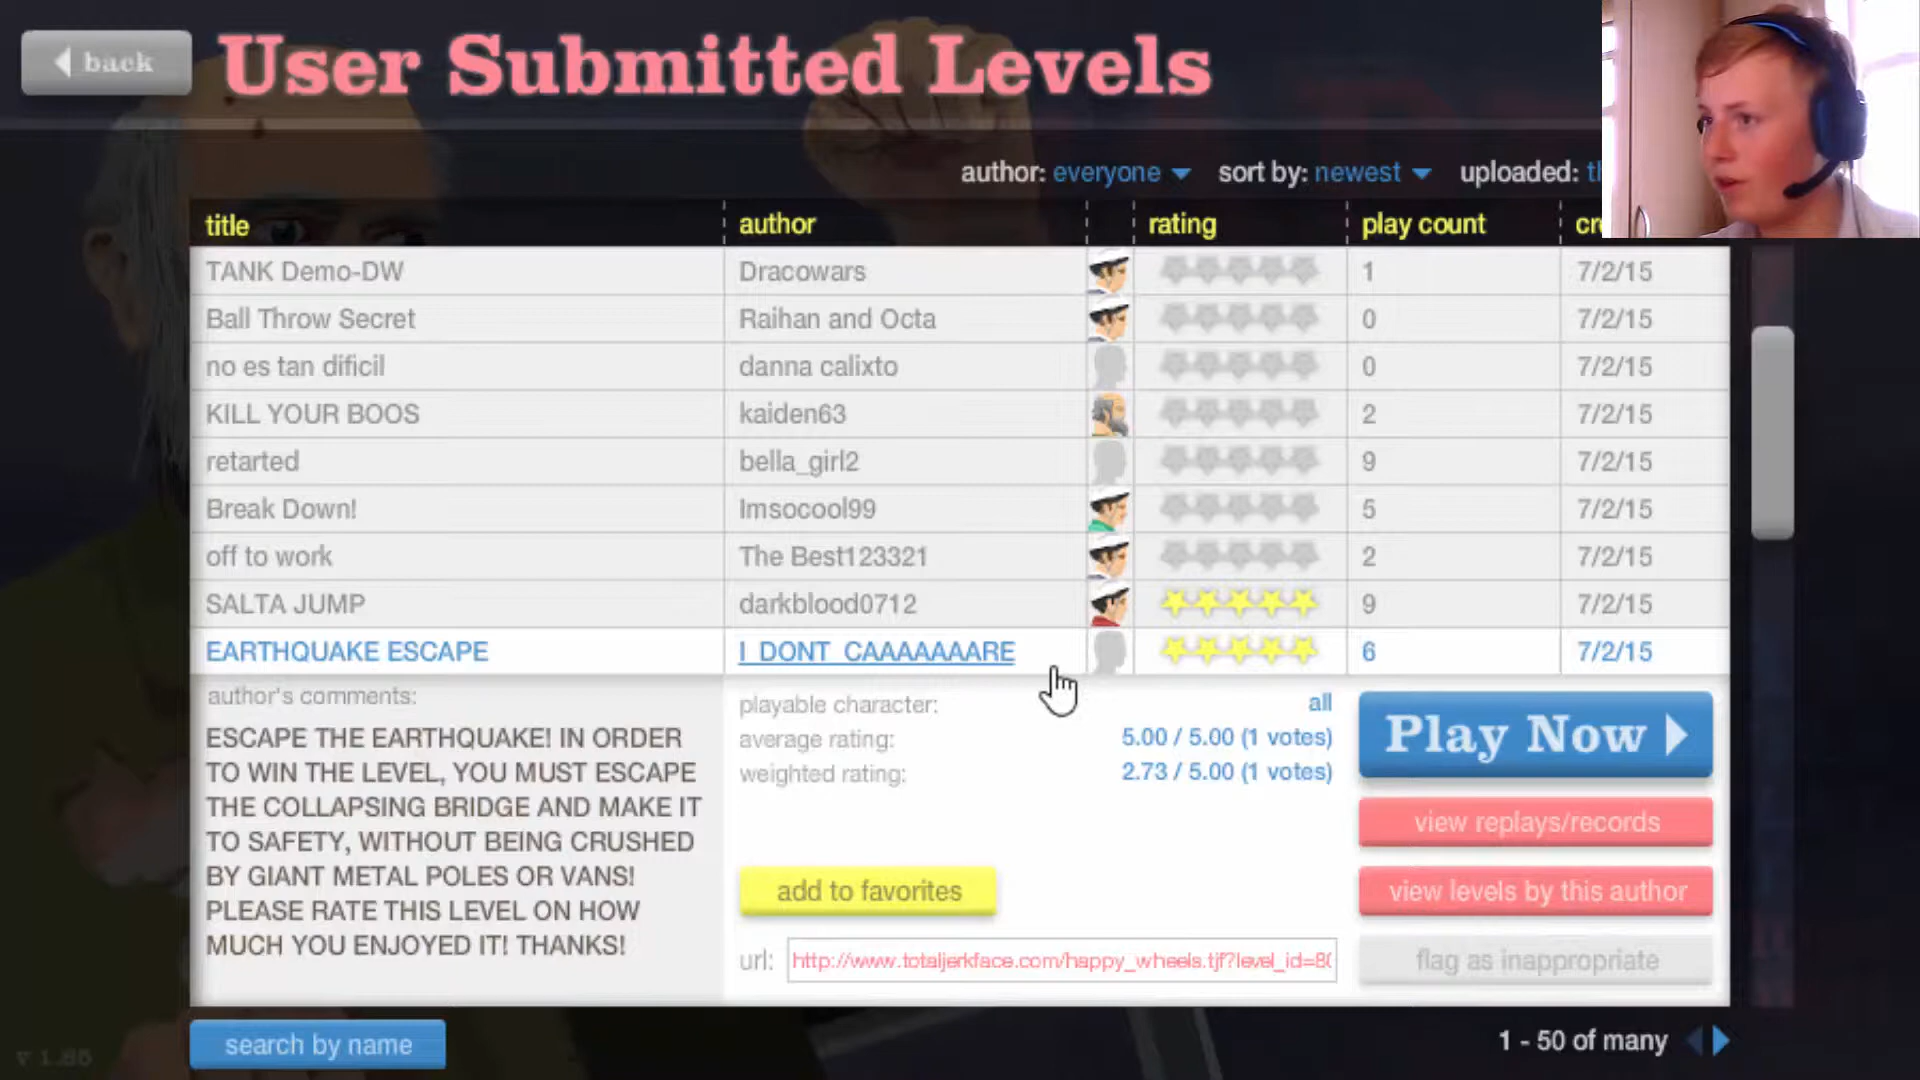 back
User Submitted Levels
author: everyone sort by: newest uploaded:
title author rating play count
TANK Demo-DW Dracowars 1 7/2/15
Ball Throw Secret Raihan and Octa 0 7/2/15
no es tan dificil danna calixto 0 7/2/15
KILL YOUR BOOS kaiden63 2 7/2/15
retarted bella_girl2 9 7/2/15
Break Down! Imsocool99 5 7/2/15
off to work The Best123321 2 7/2/15
SALTA JUMP darkblood0712 9 7/2/15
EARTHQUAKE ESCAPE I DONT CAAAAAAARE 6 7/2/15
author's comments:
ESCAPE THE EARTHQUAKE! IN ORDER
TO WIN THE LEVEL, YOU MUST ESCAPE
THE COLLAPSING BRIDGE AND MAKE IT
TO SAFETY, WITHOUT BEING CRUSHED
BY GIANT METAL POLES OR VANS!
PLEASE RATE THIS LEVEL ON HOW
MUCH YOU ENJOYED IT! THANKS!
playable character: all
average rating: 5.00 / 5.00 (1 votes)
weighted rating: 2.73 / 5.00 (1 votes)
add to favorites
url: http://www.totaljerkface.com/happy_wheels.tjf?level_id=8
Play Now
view replays/records
view levels by this author
flag as inappropriate
search by name
1 - 50 of many